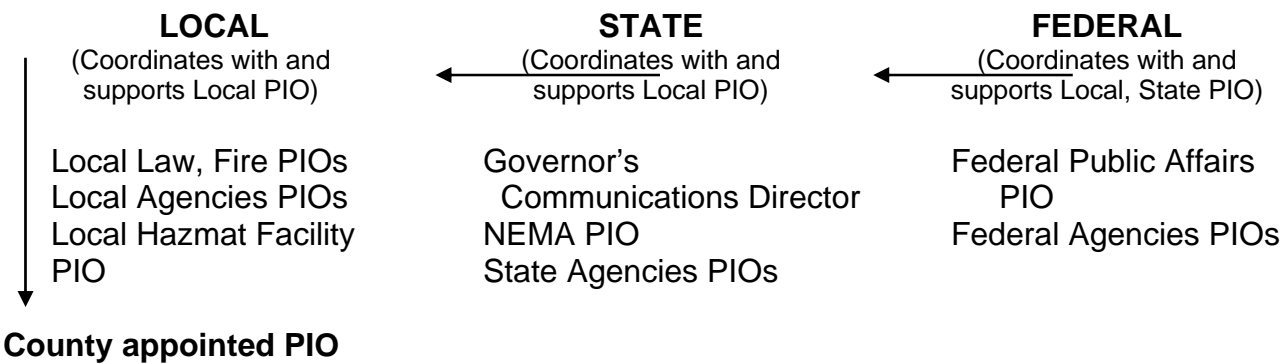 LOCAL
(Coordinates with and
supports Local PIO)
Local Law, Fire PIOs
Local Agencies PIOs
Local Hazmat Facility
PIO
County appointed PIO
STATE
(Coordinates with and
supports Local PIO)
Governor's
Communications Director
NEMA PIO
State Agencies PIOs
FEDERAL
(Coordinates with and
supports Local, State PIO)
Federal Public Affairs
PIO
Federal Agencies PIOs